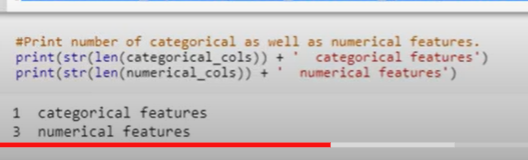 #Print number of categorical as well as numerical features.
print(str(len(categorical_cols)) + '  categorical features')
print(str(len(numerical_cols)) + '  numerical features')
1  categorical features
3  numerical features